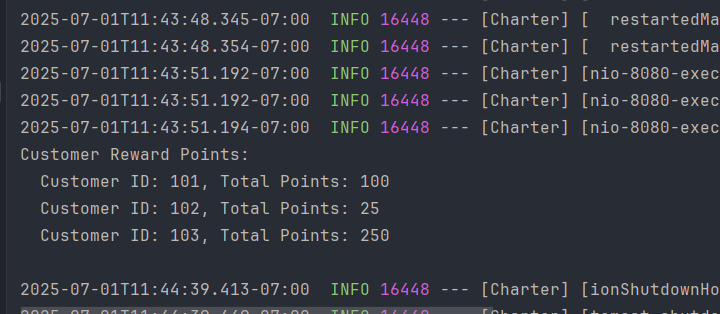 2025-07-01T11:43:48.345-07:00  INFO 16448 --- [Charter] [  restartedMa
2025-07-01T11:43:48.354-07:00  INFO 16448 --- [Charter] [  restartedMa
2025-07-01T11:43:51.192-07:00  INFO 16448 --- [Charter] [nio-8080-exec
2025-07-01T11:43:51.192-07:00  INFO 16448 --- [Charter] [nio-8080-exec
2025-07-01T11:43:51.194-07:00  INFO 16448 --- [Charter] [nio-8080-exec
Customer Reward Points:
  Customer ID: 101, Total Points: 100
  Customer ID: 102, Total Points: 25
  Customer ID: 103, Total Points: 250
2025-07-01T11:44:39.413-07:00  INFO 16448 --- [Charter] [ionShutdownHo